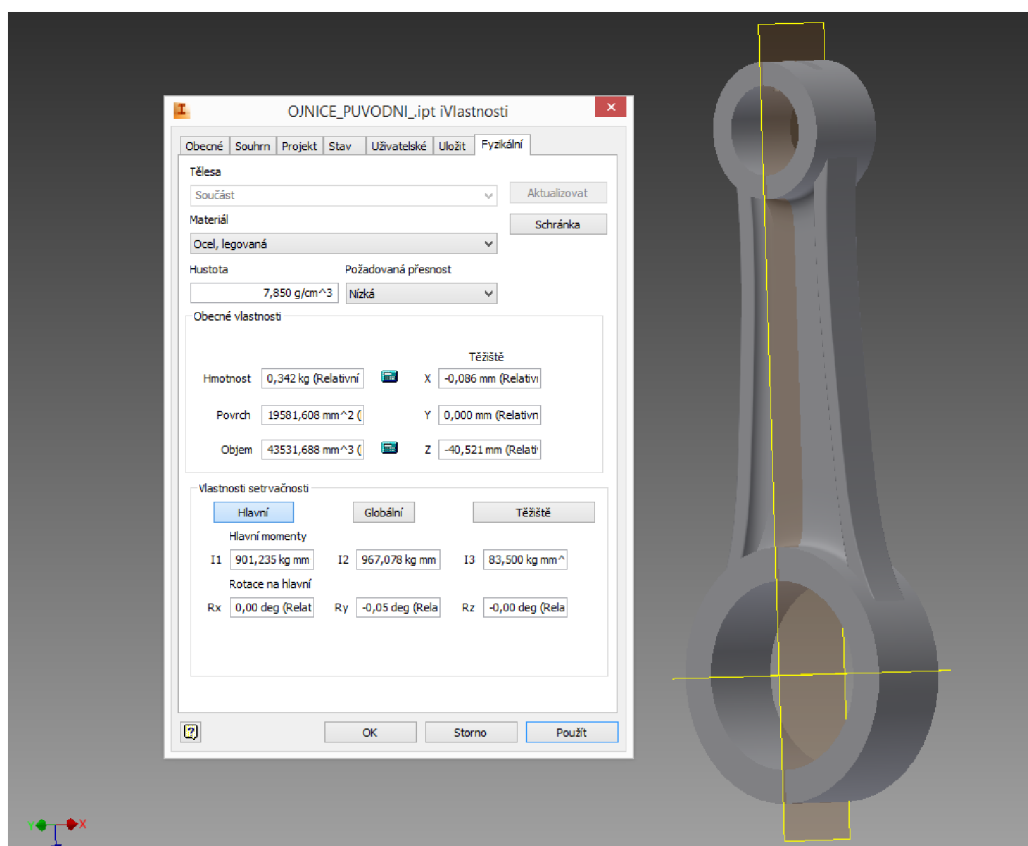 OJNICE_PUVODNI_.ipt iVlastnosti
Obecné Souhrn Projekt Stav Uživatelské Uložit Fyzikální
Tělesa
Součást Aktualizovat
Materiál
Schránka
Ocel, legovaná
Hustota Požadovaná přesnost
7,850 g/cm^3 Nízká
Obecné vlastnosti
Těžiště
Hmotnost 0,342 kg (Relativní X -0,086 mm (Relativ
Povrch 19581,608 mm^2 ( Y 0,000 mm (Relativn
Objem 43531,688 mm^3 ( Z -40,521 mm (Relati
Vlastnosti setrvačnosti
Hlavní Globální Těžiště
Hlavní momenty
I1 901,235 kg mm I2 967,078 kg mm I3 83,500 kg mm^
Rotace na hlavní
Rx 0,00 deg (Relat Ry -0,05 deg (Rela Rz -0,00 deg (Rela
OK Storno Použít
X